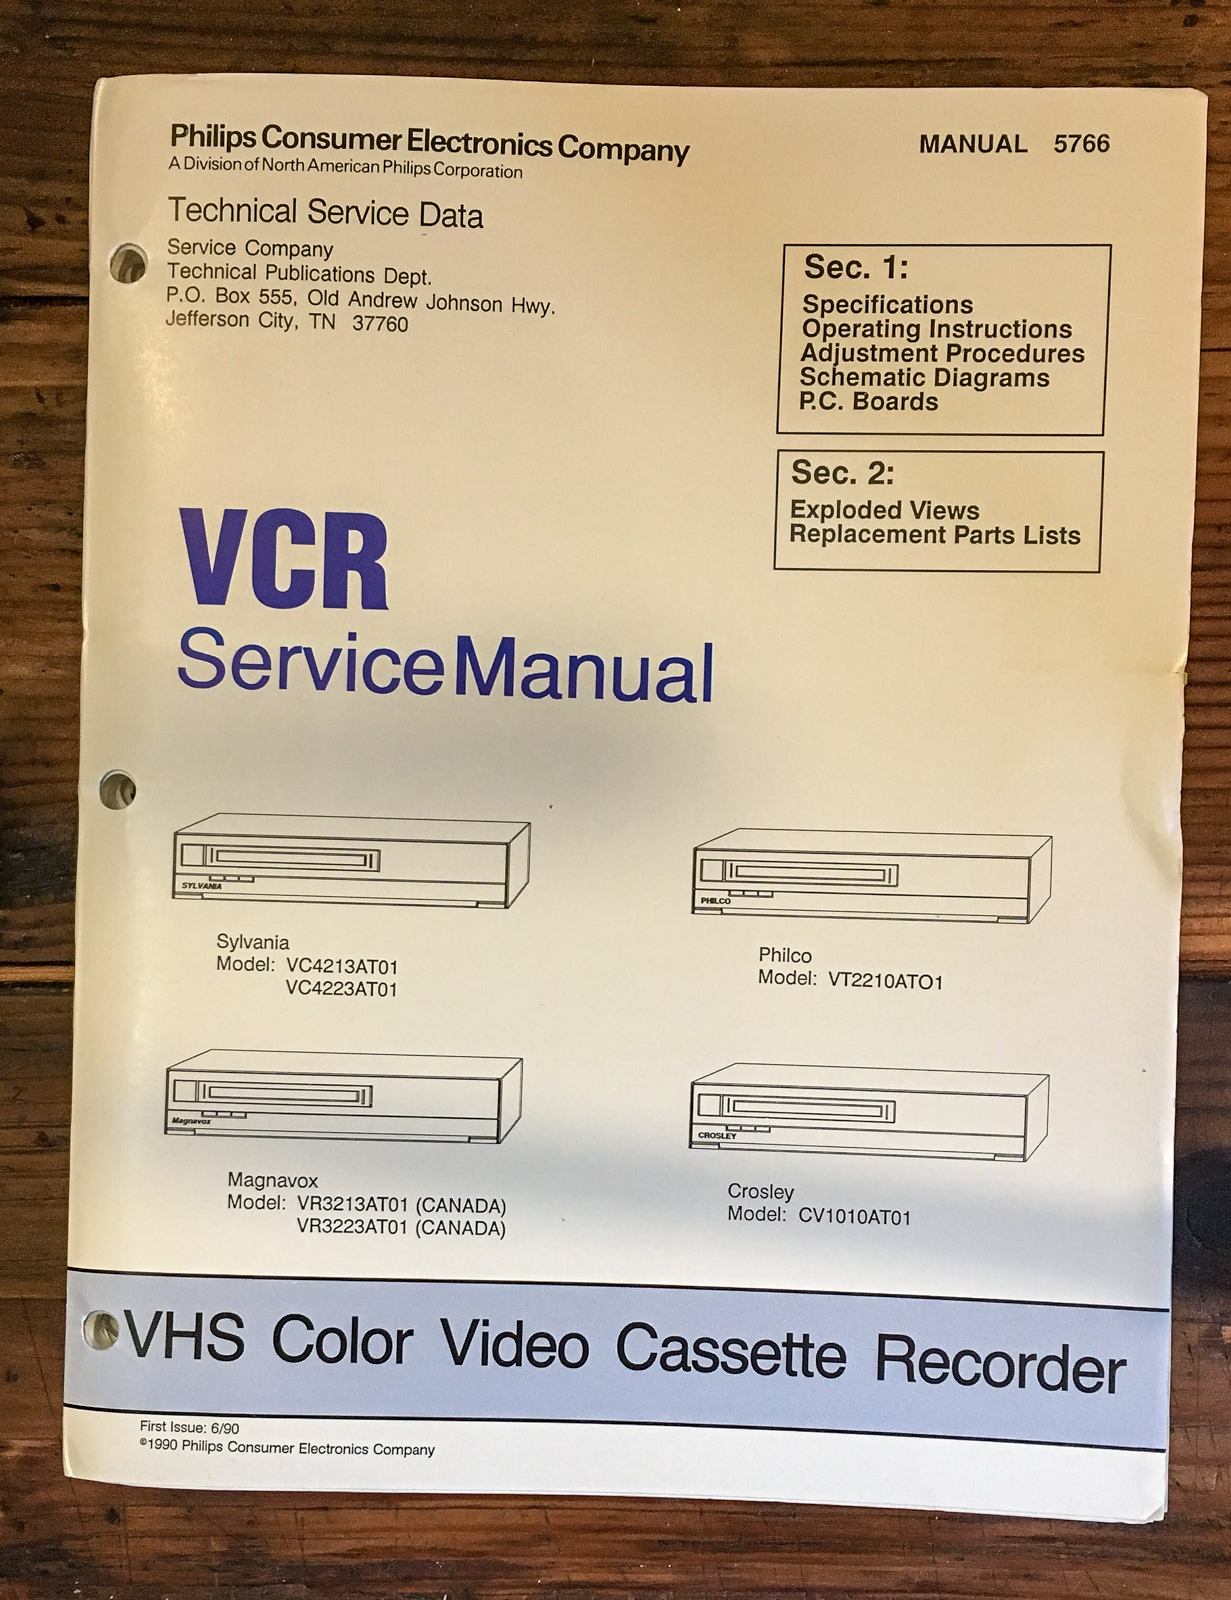 Philips Consumer Electronics Company
A Division of North American Philips Corporation
MANUAL 5766
Technical Service Data
Service Company
Technical Publications Dept.
P.O. Box 555, Old Andrew Johnson Hwy.
Jefferson City, TN 37760
Sec. 1:
Specifications
Operating Instructions
Adjustment Procedures
Schematic Diagrams
P.C. Boards
Sec. 2:
Exploded Views
Replacement Parts Lists
VCR
Service Manual
SYLVANIA
Sylvania
Model: VC4213AT01
VC4223AT01
PHILCO
Philco
Model: VT2210ATO1
Magnavox
Magnavox
Model: VR3213AT01 (CANADA)
VR3223AT01 (CANADA)
CROSLEY
Crosley
Model: CV1010AT01
VHS Color Video Cassette Recorder
First Issue: 6/90
©1990 Philips Consumer Electronics Company